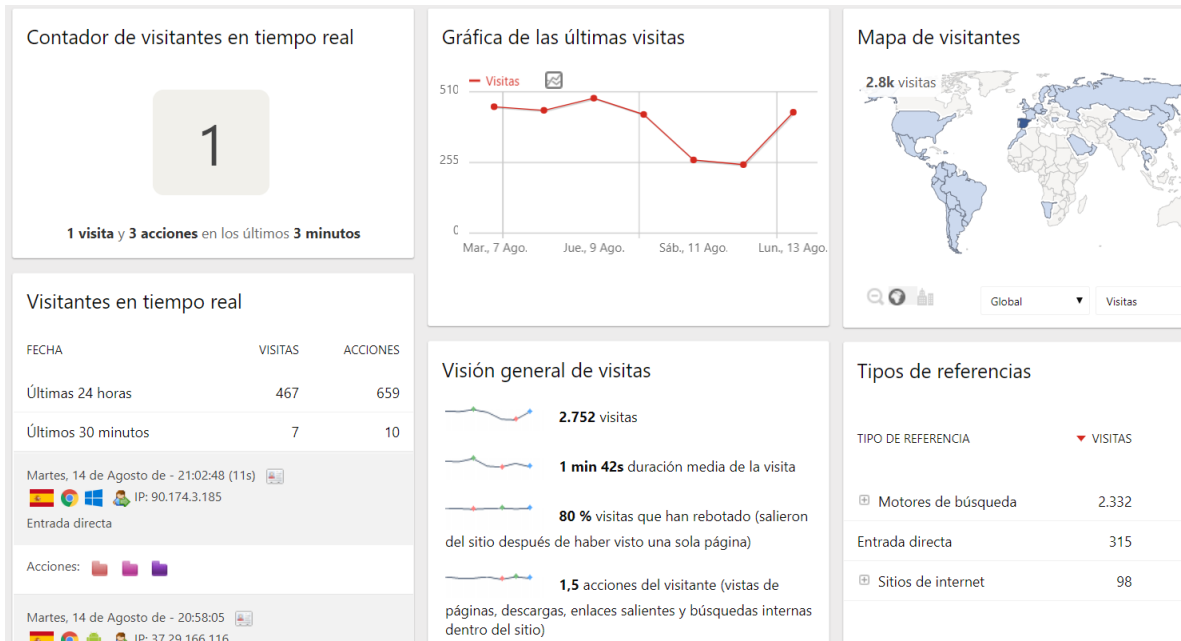 Contador de visitantes en tiempo real
1
1 visita y 3 acciones en los últimos 3 minutos
Visitantes en tiempo real
FECHA VISITAS ACCIONES
Últimas 24 horas 467 659
Últimos 30 minutos 7 10
Martes, 14 de Agosto de - 21:02:48 (11s)
IP: 90.174.3.185
Entrada directa
Acciones:
Martes, 14 de Agosto de - 20:58:05
IP: 37.29.166.116
Gráfica de las últimas visitas
Visitas
510
255
0
Mar., 7 Ago. Jue., 9 Ago. Sáb., 11 Ago. Lun., 13 Ago.
Visión general de visitas
2.752 visitas
1 min 42s duración media de la visita
80 % visitas que han rebotado (salieron
del sitio después de haber visto una sola página)
1,5 acciones del visitante (vistas de
páginas, descargas, enlaces salientes y búsquedas internas
dentro del sitio)
Mapa de visitantes
2.8k visitas
Global Visitas
Tipos de referencias
TIPO DE REFERENCIA VISITAS
Motores de búsqueda 2.332
Entrada directa 315
Sitios de internet 98